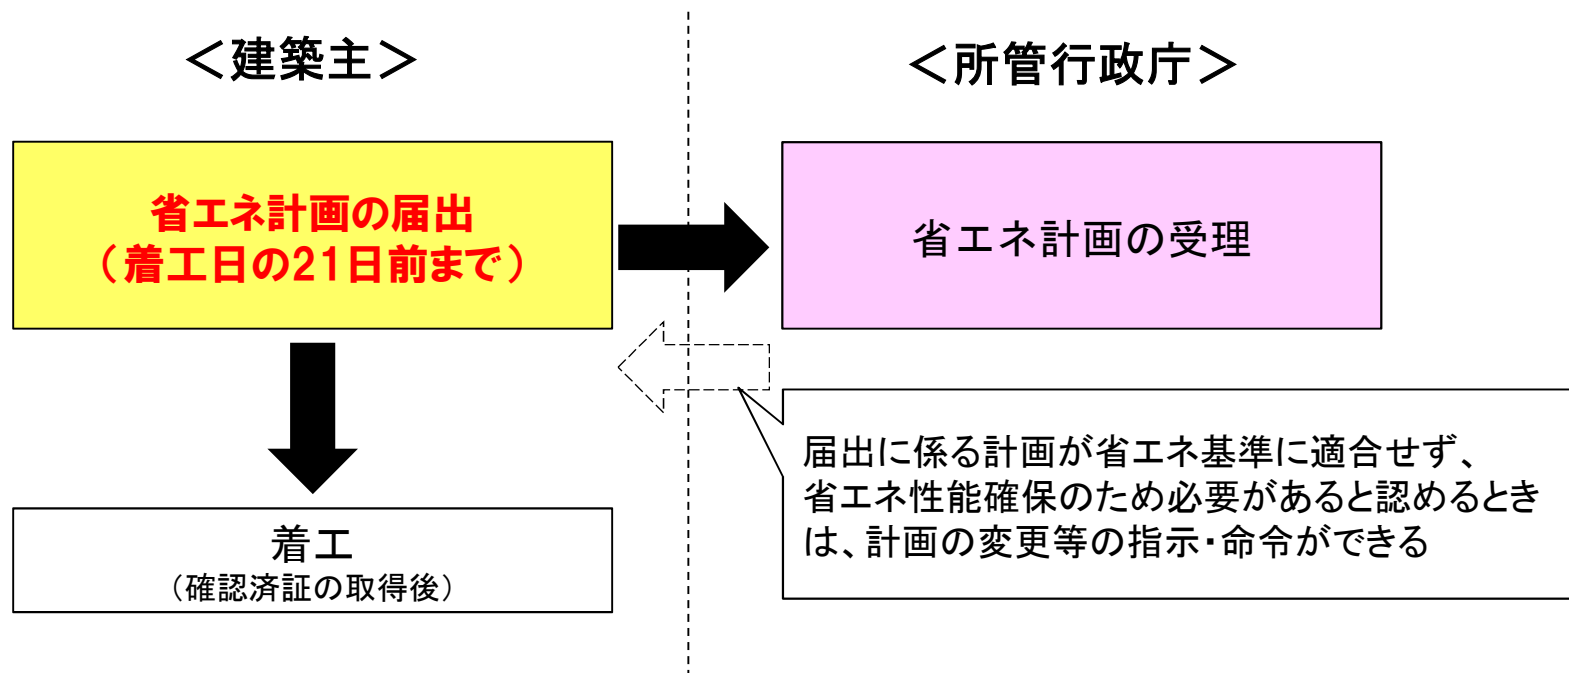 ＜建築主＞
＜所管行政庁＞
省エネ計画の届出
（着工日の21日前まで）
省エネ計画の受理
届出に係る計画が省エネ基準に適合せず、
省エネ性能確保のため必要があると認めるとき
は、計画の変更等の指示・命令ができる
着工
（確認済証の取得後）